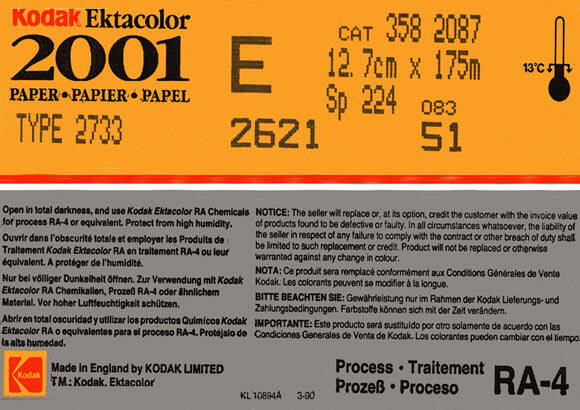 Kodak Ektacolor
2001
PAPER • PAPIER • PAPEL
TYPE 2733
E
2621
CAT 358 2087
12.7cm x 175m
Sp 224 083
51
13°C
Open in total darkness, and use Kodak Ektacolor RA Chemicals
for process RA-4 or equivalent. Protect from high humidity.
Ouvrir dans l'obscurité totale et employer les Produits de
Traitement Kodak Ektacolor RA en traitement RA-4 ou leur
équivalent. A protéger de l'humidité.
Nur bei völliger Dunkelheit öffnen. Zur Verwendung mit Kodak
Ektacolor RA Chemikalien, Prozeß RA-4 oder ähnlichem
Material. Vor hoher Luftfeuchtigkeit schützen.
Abrir en total oscuridad y utilizar los productos Químicos Kodak
Ektacolor RA o equivalentes para el proceso RA-4. Protéjalo de
la alta humedad.
Kodak
Made in England by KODAK LIMITED
TM.: Kodak. Ektacolor
NOTICE: The seller will replace or, at its option, credit the customer with the invoice value
of products found to be defective or faulty. In all circumstances whatsoever, the liability of
the seller in respect of any failure to comply with the contract or other breach of duty shall
be limited to such replacement or credit. Product will not be replaced or otherwise
warranted against any change in colour.
NOTA: Ce produit sera remplacé conformément aux Conditions Générales de Vente
Kodak. Les colorants peuvent se modifier à la longue.
BITTE BEACHTEN SIE: Gewährleistung nur im Rahmen der Kodak Lieferungs- und
Zahlungsbedingungen. Farbstoffe können sich mit der Zeit verändern.
IMPORTANTE: Este producto será sustituido por otro solamente de acuerdo con las
Condiciones Generales de Venta de Kodak. Los colorantes pueden cambiar con el tiempo.
Process • Traitement
Prozeß • Proceso
RA-4
KL 10894A 3-90